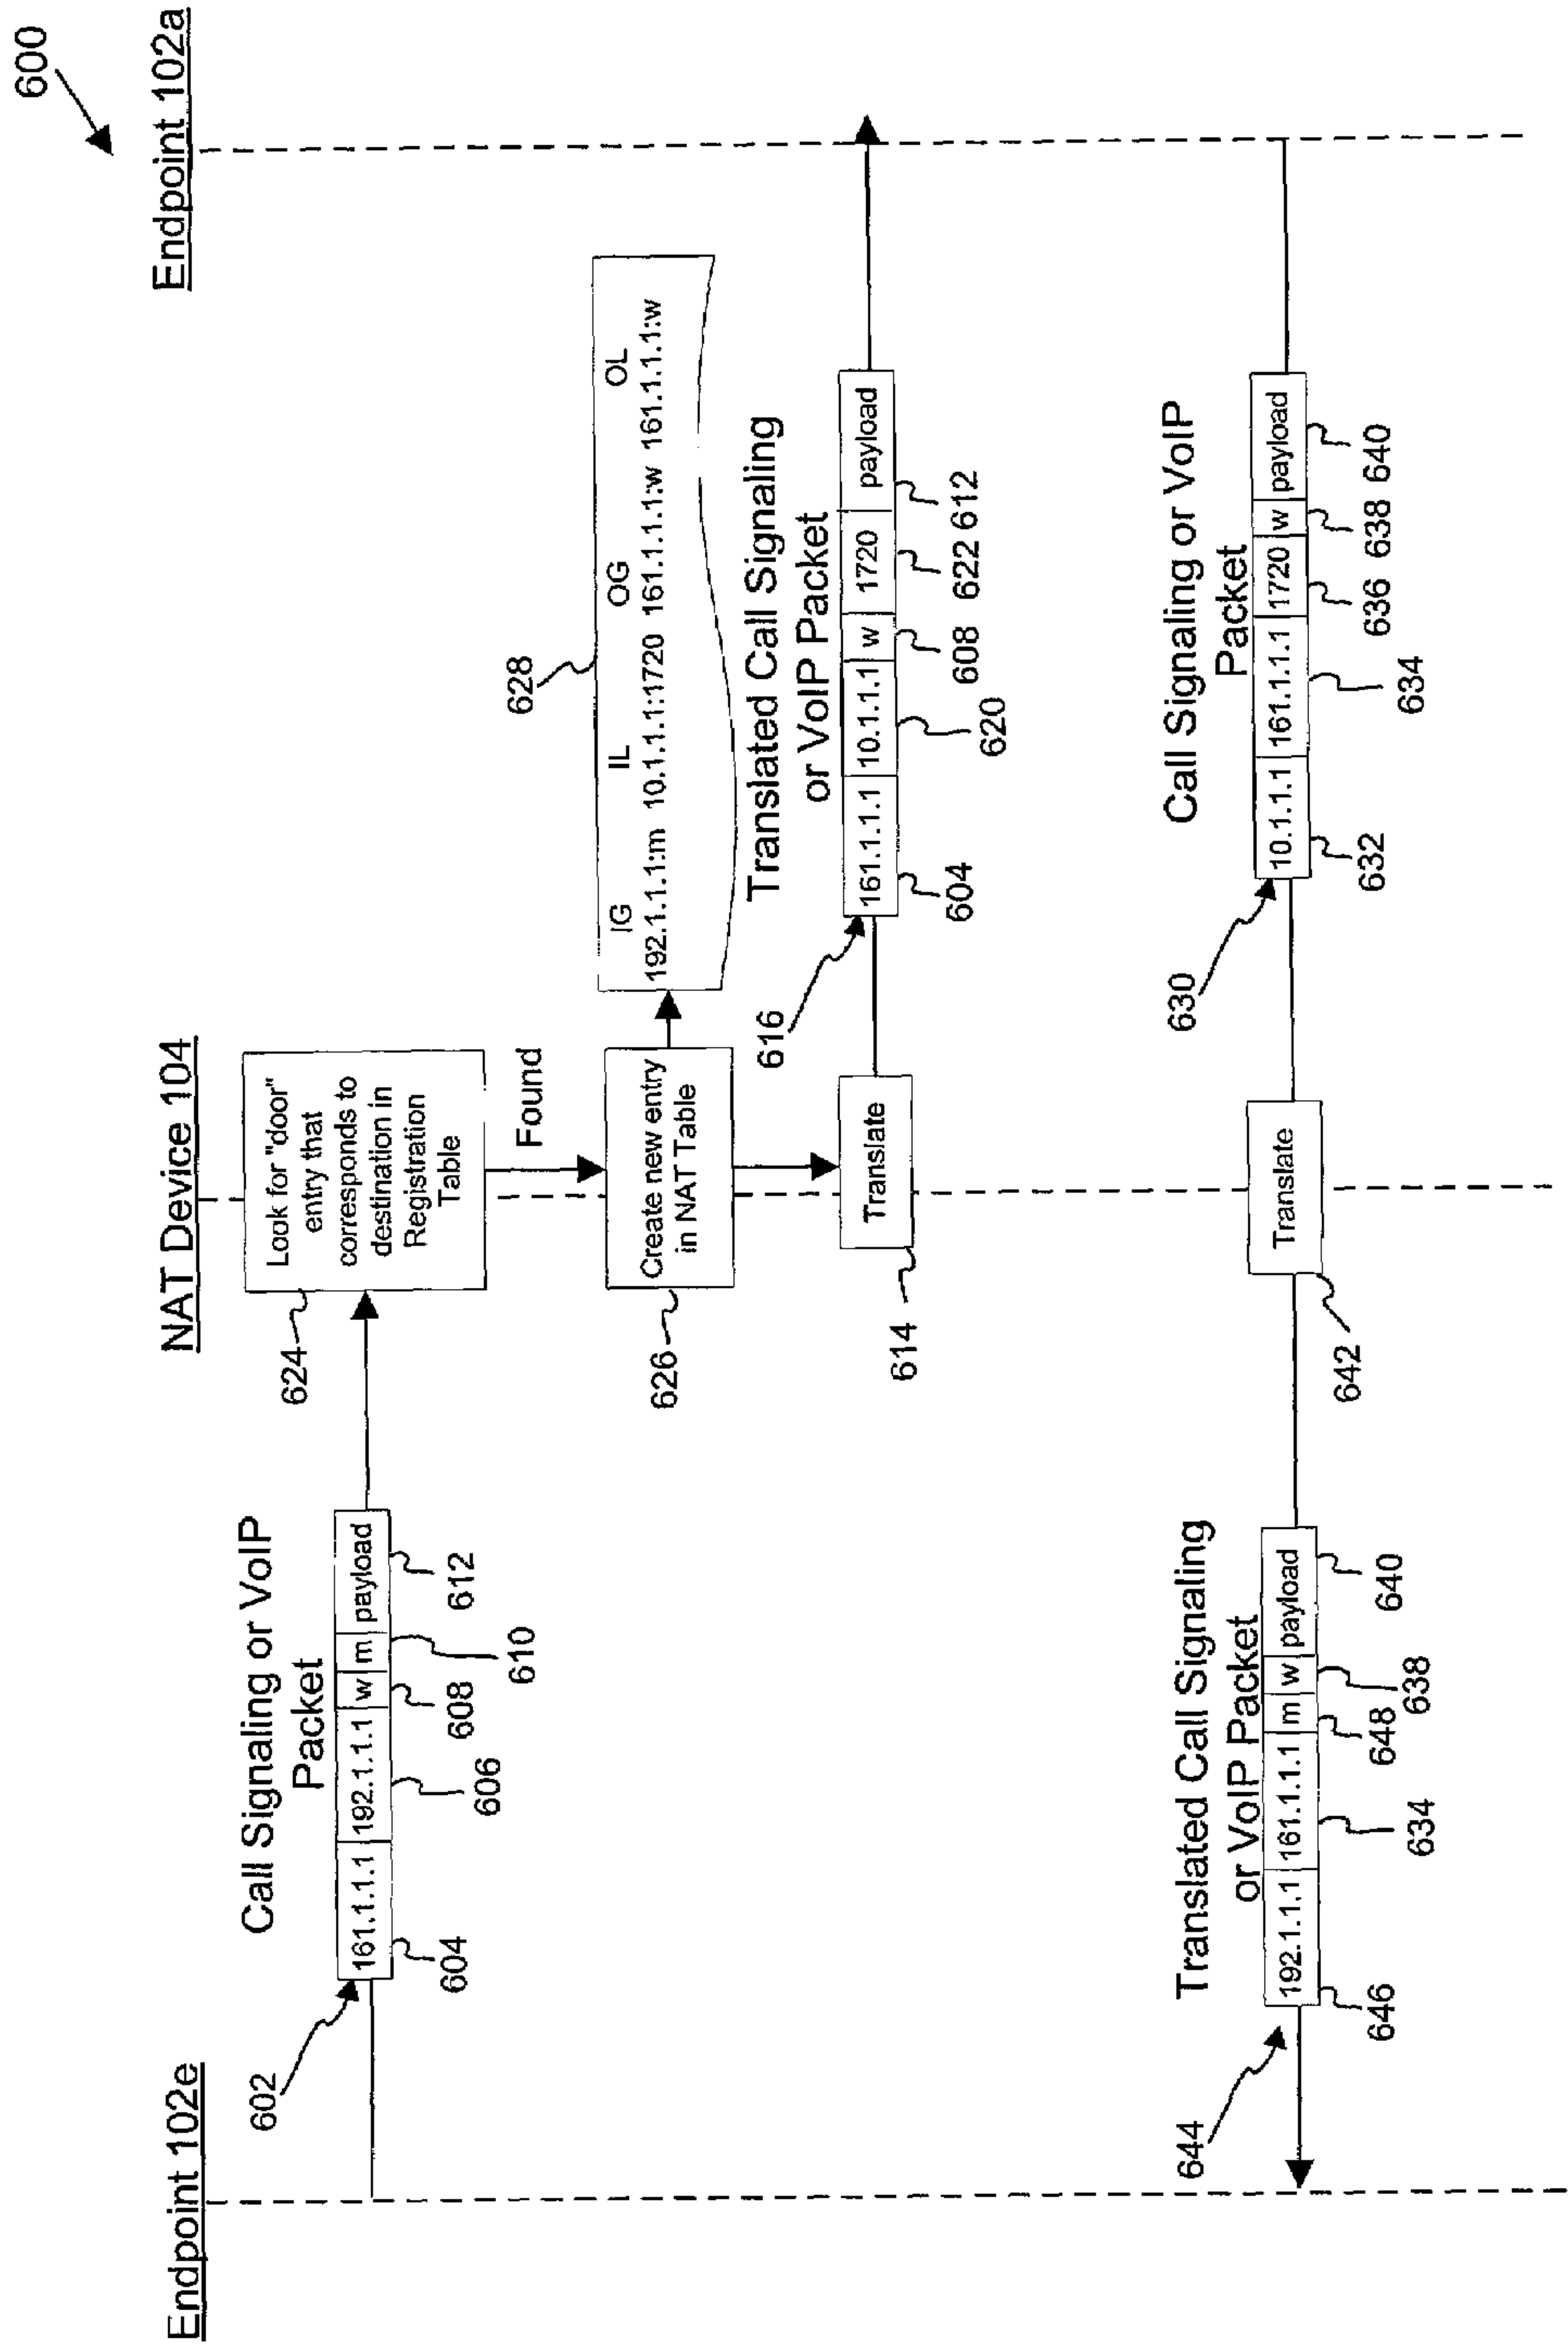 600
Endpoint 102e
NAT Device 104
Endpoint 102a
Call Signaling or VoIP
Packet
602
161.1.1.1 192.1.1.1 w m payload
604
606
608
610
612
Look for "door"
entry that
corresponds to
destination in
Registration
Table
624
Found
Create new entry
in NAT Table
626
628
IG IL OG OL
192.1.1.1:m 10.1.1.1:1720 161.1.1.1:w 161.1.1.1:w
Translate
614
Translated Call Signaling
or VoIP Packet
616
161.1.1.1 10.1.1.1 w 1720 payload
604
620
608
622
612
Call Signaling or VoIP
Packet
630
10.1.1.1 161.1.1.1 1720 w payload
632
634
636
638
640
Translate
642
Translated Call Signaling
or VoIP Packet
644
192.1.1.1 161.1.1.1 m w payload
646
634
648
638
640